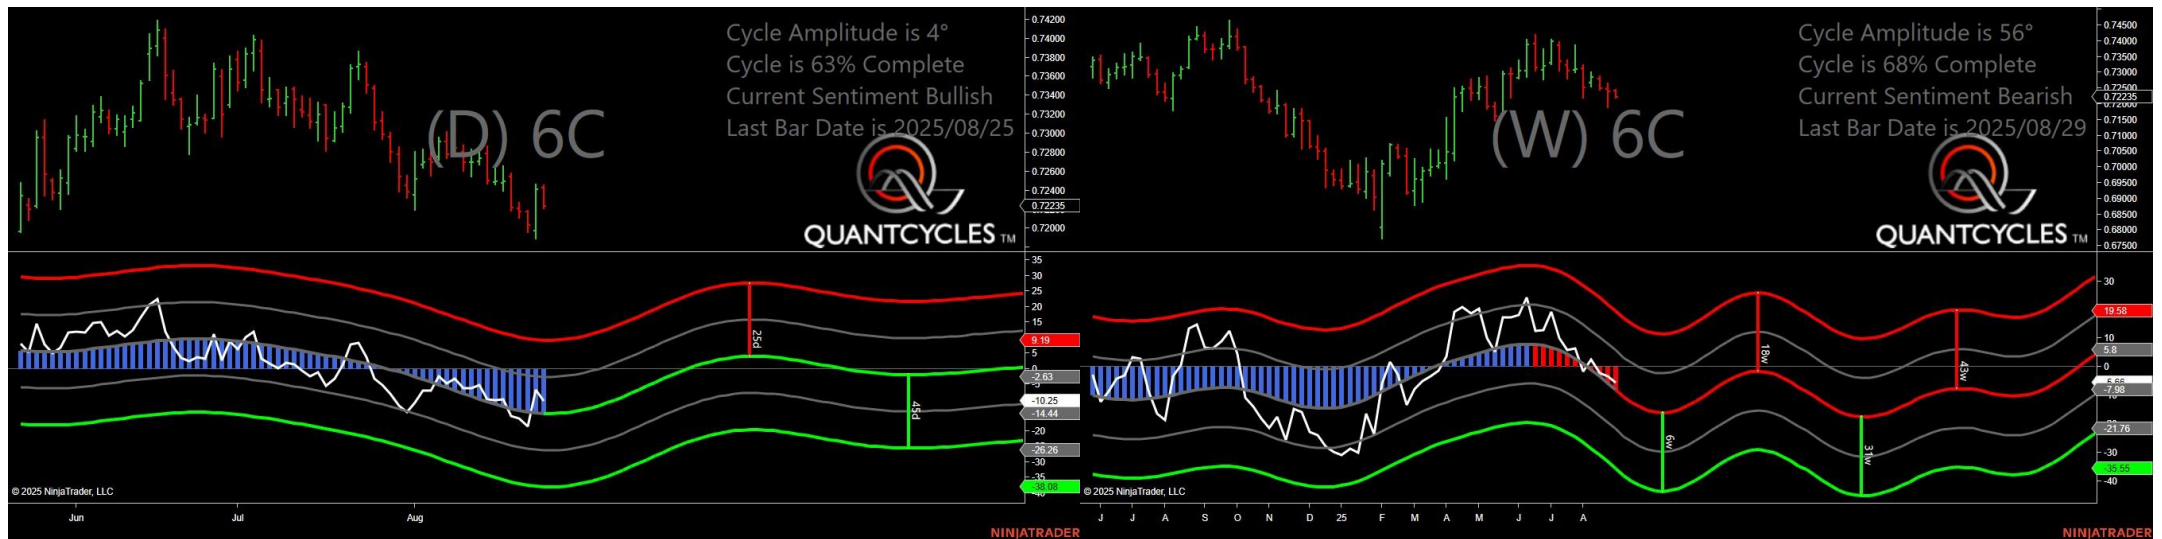 Cycle Amplitude is 4°
Cycle is 63% Complete
Current Sentiment Bullish
Last Bar Date is 2025/08/25
(D) 6C
QUANTCYCLES TM
0.74200
0.74000
0.73800
0.73600
0.73400
0.73200
0.73000
0.72800
0.72600
0.72400
0.72235
0.72000
35
30
25
20
15
9.19
5
0
-2.63
-10.25
-14.44
-20
-26.26
-30
-35
-38.08
25d
45d
© 2025 NinjaTrader, LLC
Jun Jul Aug
NINJATRADER
Cycle Amplitude is 56°
Cycle is 68% Complete
Current Sentiment Bearish
Last Bar Date is 2025/08/29
(W) 6C
QUANTCYCLES TM
0.74500
0.74000
0.73500
0.73000
0.72500
0.72235
0.72000
0.71500
0.71000
0.70500
0.70000
0.69500
0.69000
0.68500
0.68000
0.67500
30
19.58
10
5.8
0
-7.98
-21.76
-30
-35.55
-40
18w
43w
6w
31w
© 2025 NinjaTrader, LLC
J J A S O N D 25 F M A M J J A
NINJATRADER